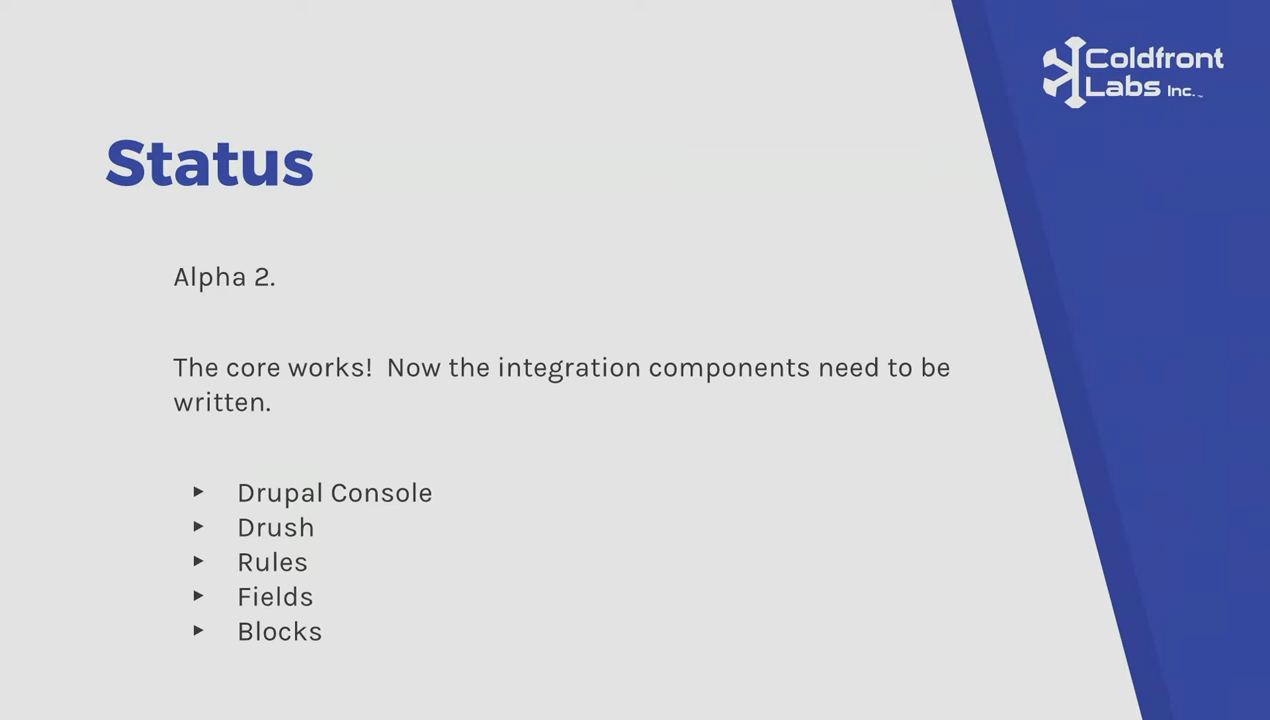 Coldfront
Labs Inc.™
Status
Alpha 2.
The core works!  Now the integration components need to be
written.
▸ Drupal Console
▸ Drush
▸ Rules
▸ Fields
▸ Blocks